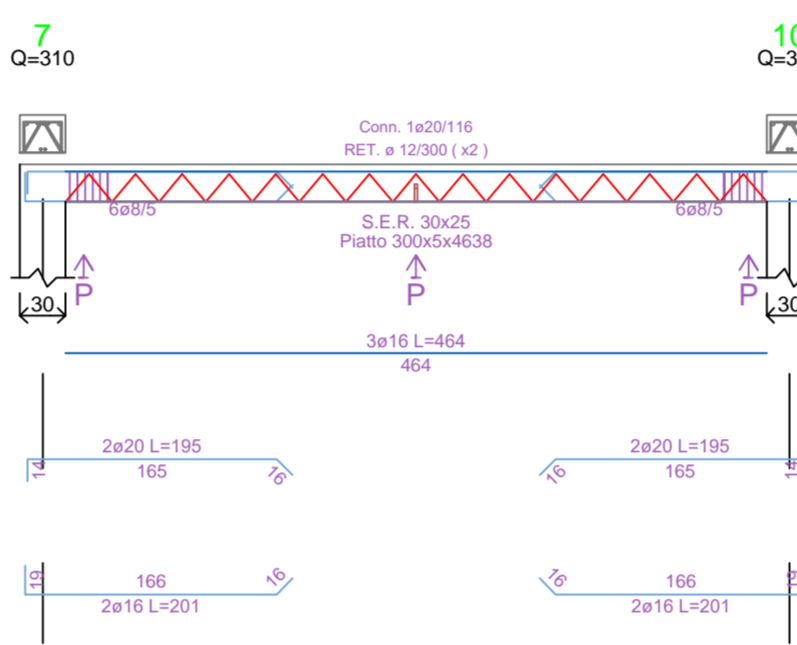 7
Q=310
Conn. 1ø20/116
RET. ø 12/300 ( x2 )
6ø8/5
6ø8/5
S.E.R. 30x25
Piatto 300x5x4638
P
P
P
30
3ø16 L=464
464
2ø20 L=195
2ø20 L=195
14
165
16
16
165
14
19
166
16
16
166
19
2ø16 L=201
2ø16 L=201